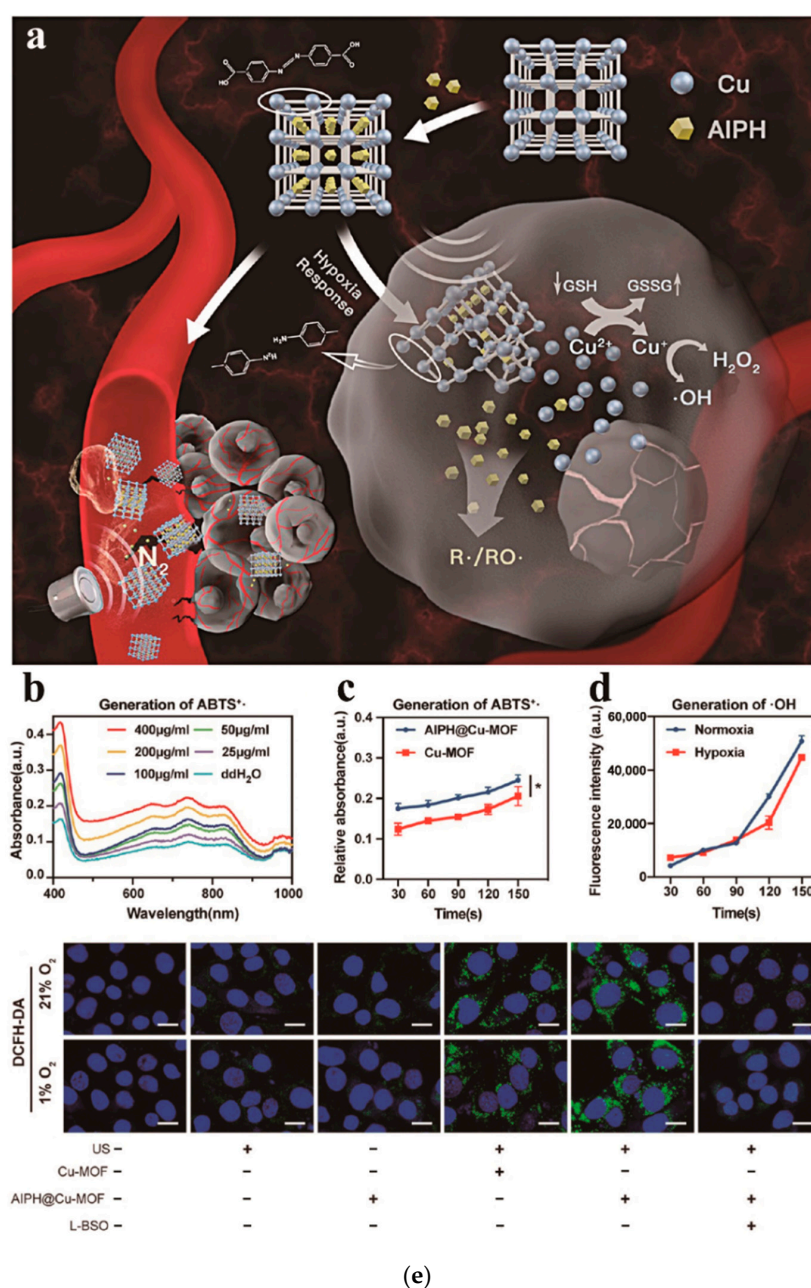 a
HO
O
N
N
OH
O
Cu
AIPH
Hypoxia
Response
H₂N
N²H
↓GSH
GSSG↑
Cu²⁺
Cu⁺
H₂O₂
·OH
R·/RO·
N₂
b
Generation of ABTS⁺·
400μg/ml
50μg/ml
200μg/ml
25μg/ml
100μg/ml
ddH₂O
Absorbance(a.u.)
0.4
0.3
0.2
0.1
0.0
400
600
800
1000
Wavelength(nm)
c
Generation of ABTS⁺·
AIPH@Cu-MOF
Cu-MOF
*
Relative absorbance(a.u.)
0.4
0.3
0.2
0.1
0.0
30 60 90 120 150
Time(s)
d
Generation of ·OH
Normoxia
Hypoxia
Fluorescence intensity (a.u.)
60,000
40,000
20,000
0
30 60 90 120 150
Time(s)
DCFH-DA
21% O₂
1% O₂
US – + – + + +
Cu-MOF – – – + – –
AIPH@Cu-MOF – – + – + +
L-BSO – – – – – +
(e)